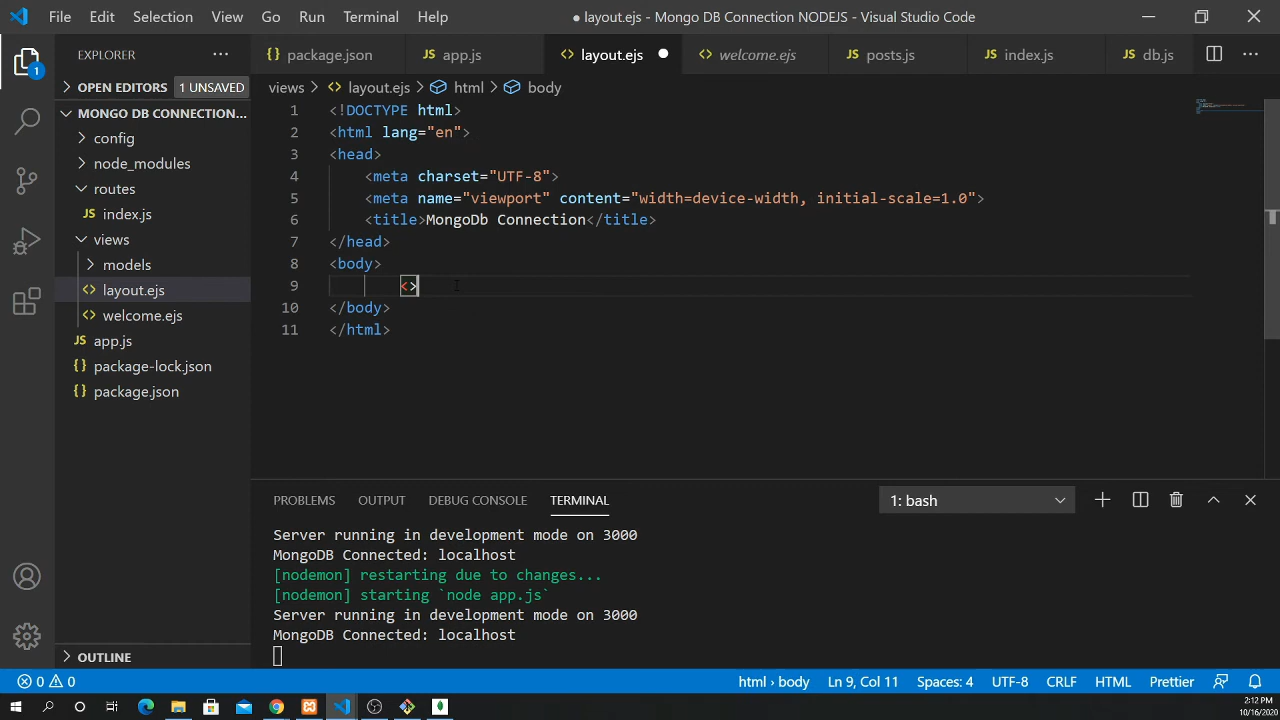 File Edit Selection View Go Run Terminal Help ● layout.ejs - Mongo DB Connection NODEJS - Visual Studio Code
EXPLORER ...
{} package.json JS app.js <> layout.ejs ● <> welcome.ejs JS posts.js JS index.js JS db.js ...
1
OPEN EDITORS 1 UNSAVED
views > <> layout.ejs > html > body
MONGO DB CONNECTION...
config
node_modules
routes
JS index.js
views
models
<> layout.ejs
<> welcome.ejs
JS app.js
{} package-lock.json
{} package.json
OUTLINE
1 <!DOCTYPE html>
2 <html lang="en">
3 <head>
4 <meta charset="UTF-8">
5 <meta name="viewport" content="width=device-width, initial-scale=1.0">
6 <title>MongoDb Connection</title>
7 </head>
8 <body>
9 <>
10 </body>
11 </html>
PROBLEMS OUTPUT DEBUG CONSOLE TERMINAL 1: bash
Server running in development mode on 3000
MongoDB Connected: localhost
[nodemon] restarting due to changes...
[nodemon] starting `node app.js`
Server running in development mode on 3000
MongoDB Connected: localhost
0 0 html > body Ln 9, Col 11 Spaces: 4 UTF-8 CRLF HTML Prettier
2:12 PM
10/16/2020